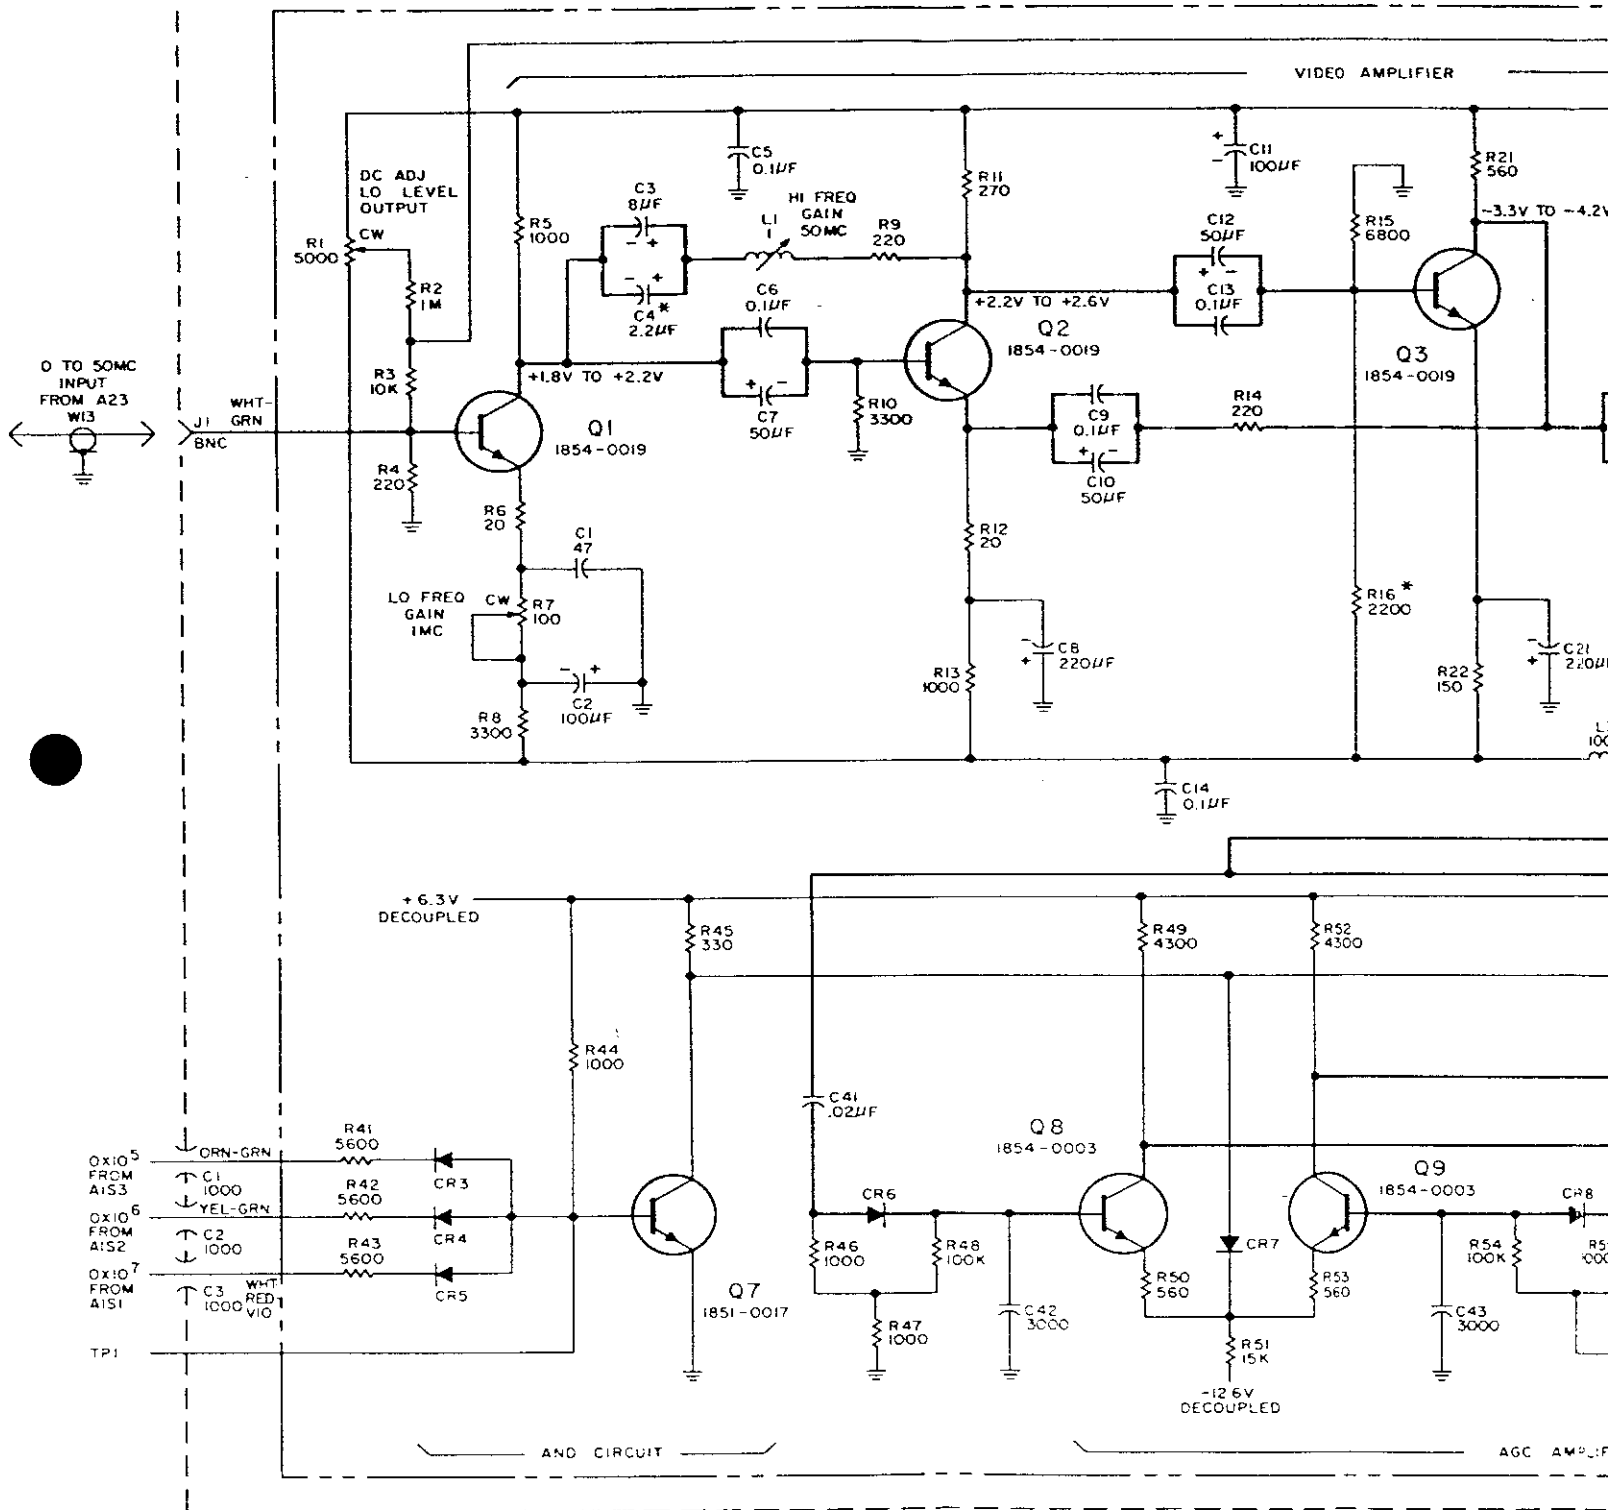 VIDEO AMPLIFIER
DC ADJ
LO LEVEL
OUTPUT
CW
R1
5000
R2
1M
R3
10K
R4
220
R5
1000
C3
8µF
C4*
2.2µF
C5
0.1µF
L1
HI FREQ
GAIN
50MC
R9
220
C6
0.1µF
C7
50µF
R10
3300
R11
270
+1.8V TO +2.2V
+2.2V TO +2.6V
Q2
1854-0019
C11
100µF
C12
50µF
C13
0.1µF
R15
6800
R21
560
-3.3V TO -4.2V
Q3
1854-0019
0 TO 50MC
INPUT
FROM A23
W13
J1
BNC
WHT-
GRN
Q1
1854-0019
C9
0.1µF
C10
50µF
R14
220
R6
20
C1
47
LO FREQ
GAIN
1MC
CW
R7
100
R8
3300
C2
100µF
R12
20
R13
1000
C8
220µF
R16*
2200
R22
150
C21
220µF
C14
0.1µF
+6.3V
DECOUPLED
R45
330
R44
1000
R49
4300
R52
4300
C41
.02µF
Q8
1854-0003
Q9
1854-0003
0X10⁵
FROM
A1S3
ORN-GRN
C1
1000
0X10⁶
FROM
A1S2
YEL-GRN
C2
1000
0X10⁷
FROM
A1S1
C3
1000
WHT
RED
VIO
R41
5600
CR3
R42
5600
CR4
R43
5600
CR5
TP1
Q7
1851-0017
CR6
R46
1000
R48
100K
R47
1000
C42
3000
R50
560
CR7
R53
560
R51
15K
-12.6V
DECOUPLED
C43
3000
R54
100K
CR8
AND CIRCUIT
AGC